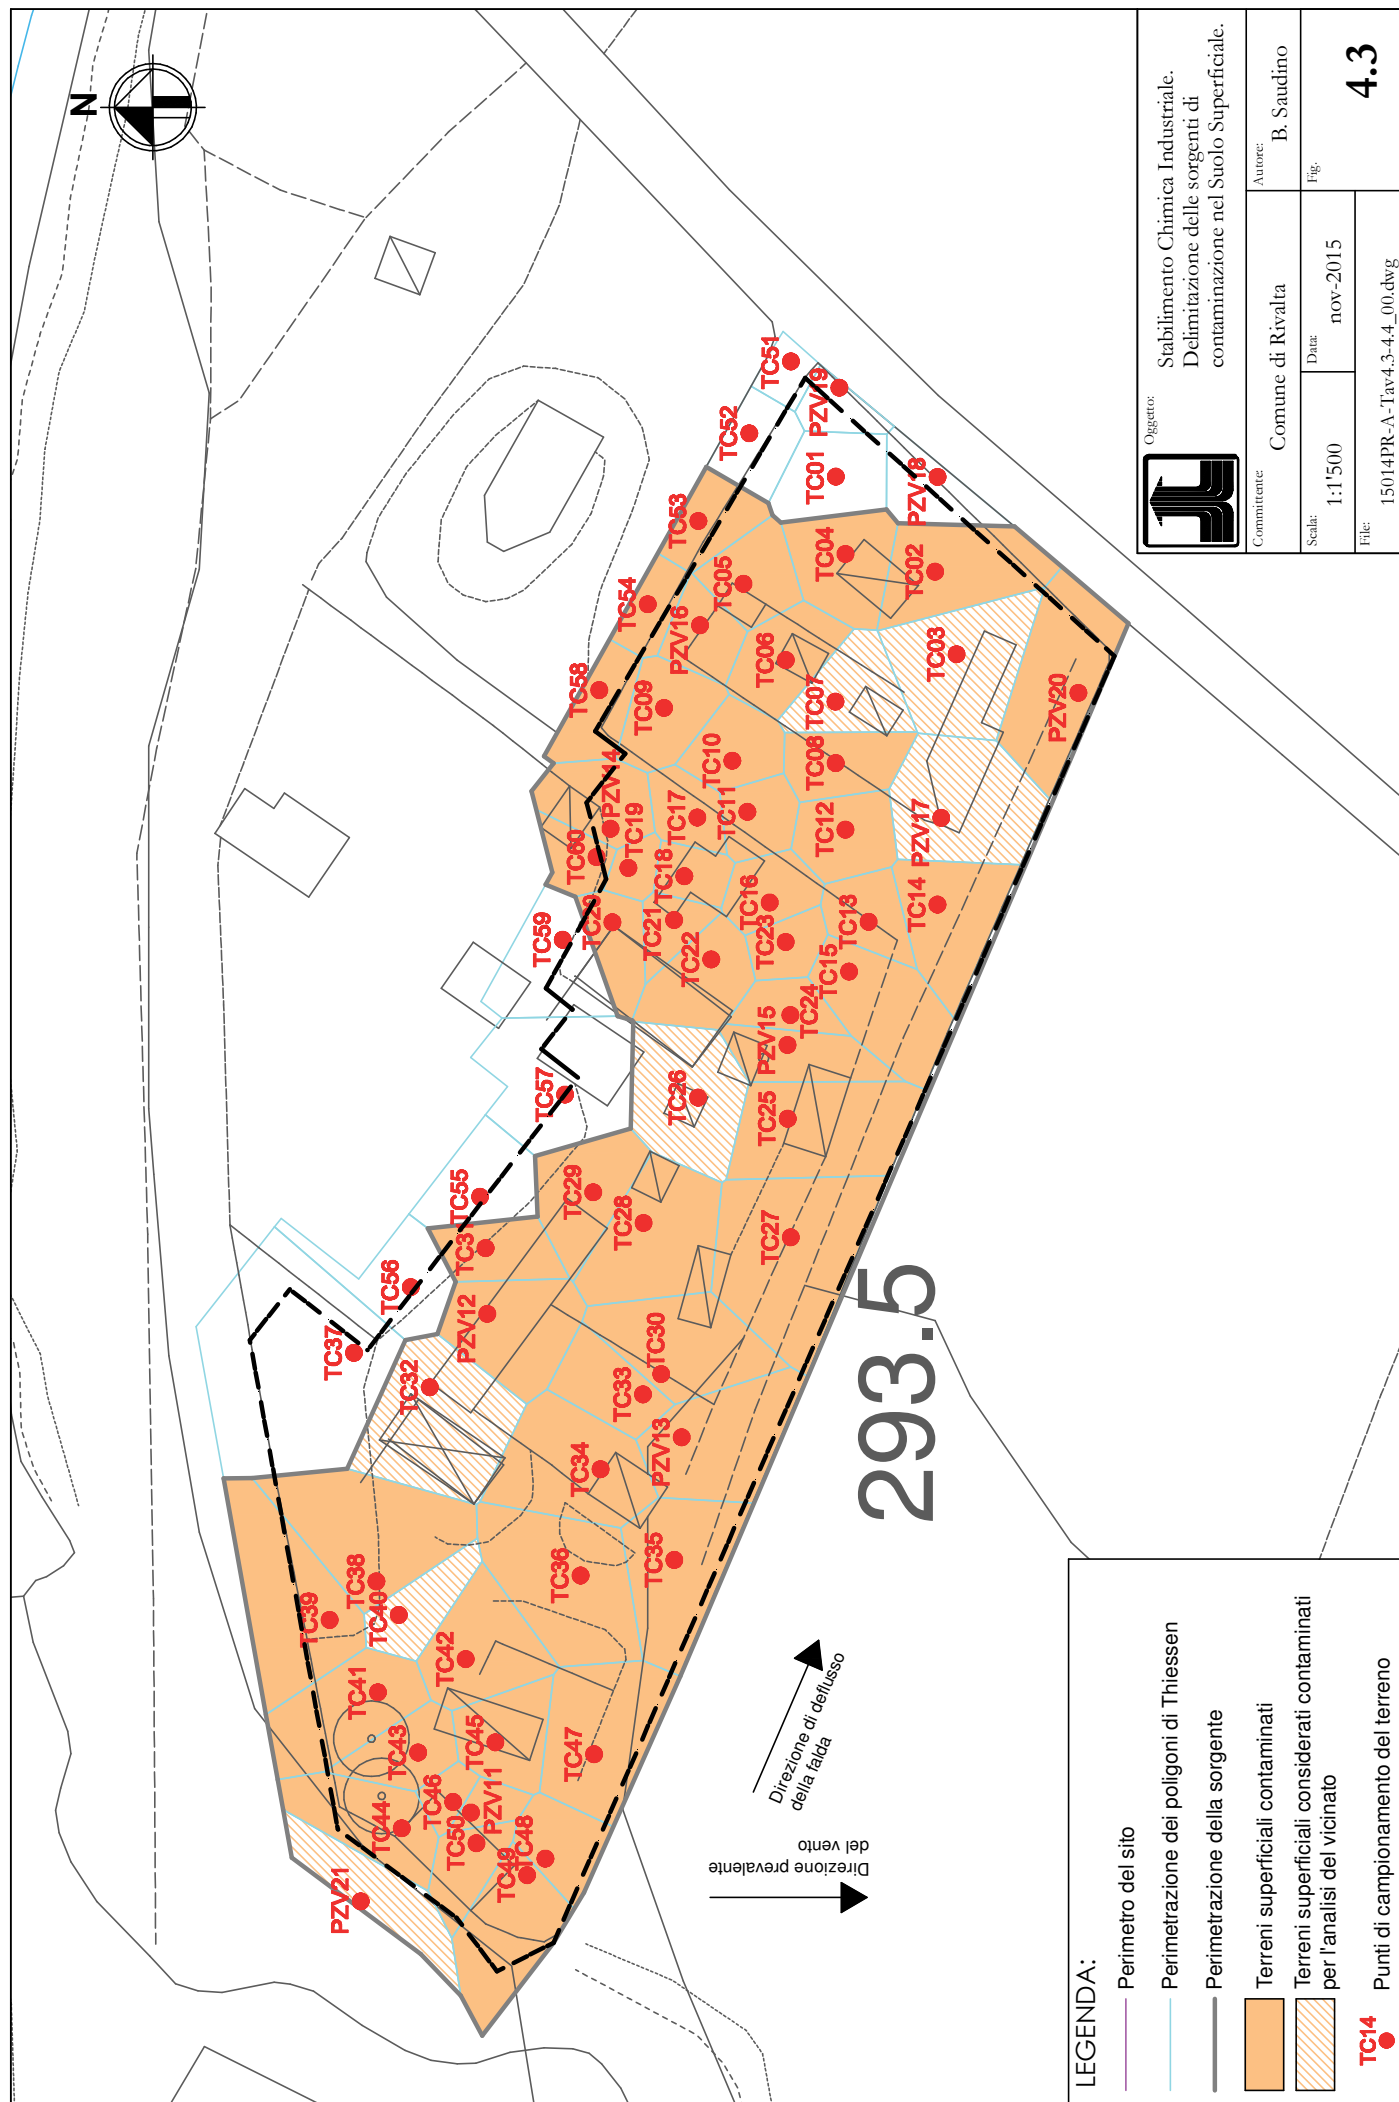 N
TC51
PZV19
TC52
TC01
PZV18
TC53
TC04
TC02
TC05
TC54
PZV16
TC06
TC03
TC07
TC58
TC09
PZV20
TC10
TC08
PZV14
TC19
TC17
TC11
TC12
PZV17
TC60
TC18
TC16
TC14
TC59
TC20
TC21
TC22
TC23
TC13
TC15
TC24
PZV15
TC57
TC26
TC25
TC55
TC29
TC28
TC27
TC31
TC56
PZV12
TC37
TC32
TC30
TC33
PZV13
TC34
TC35
TC36
TC38
TC39
TC40
TC42
TC41
TC43
TC45
TC47
TC46
PZV11
TC44
TC50
TC48
TC49
PZV21
293.5
Direzione di deflusso
della falda
Direzione prevalente
del vento
LEGENDA:
Perimetro del sito
Perimetrazione dei poligoni di Thiessen
Perimetrazione della sorgente
Terreni superficiali contaminati
Terreni superficiali considerati contaminati
per l'analisi del vicinato
TC14
Punti di campionamento del terreno
Oggetto:
Stabilimento Chimica Industriale.
Delimitazione delle sorgenti di
contaminazione nel Suolo Superficiale.
Committente:
Comune di Rivalta
Autore:
B. Saudino
Scala:
1:1'500
Data:
nov-2015
Fig.
4.3
File:
15014PR-A-Tav4.3-4.4_00.dwg